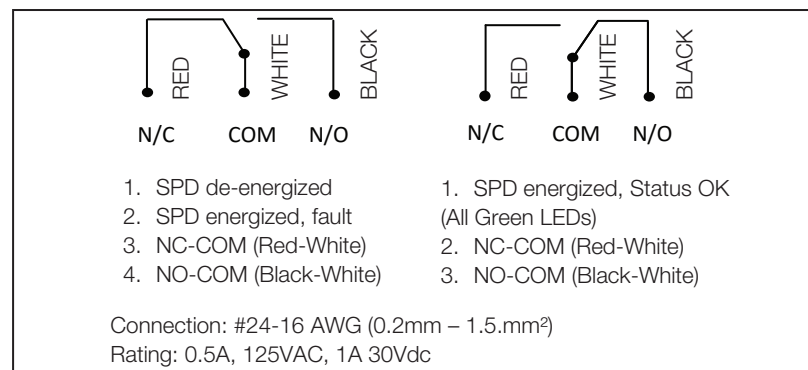 RED
WHITE
BLACK
N/C COM N/O
1. SPD de-energized
2. SPD energized, fault
3. NC-COM (Red-White)
4. NO-COM (Black-White)
RED
WHITE
BLACK
N/C COM N/O
1. SPD energized, Status OK
(All Green LEDs)
2. NC-COM (Red-White)
3. NO-COM (Black-White)
Connection: #24-16 AWG (0.2mm – 1.5.mm²)
Rating: 0.5A, 125VAC, 1A 30Vdc